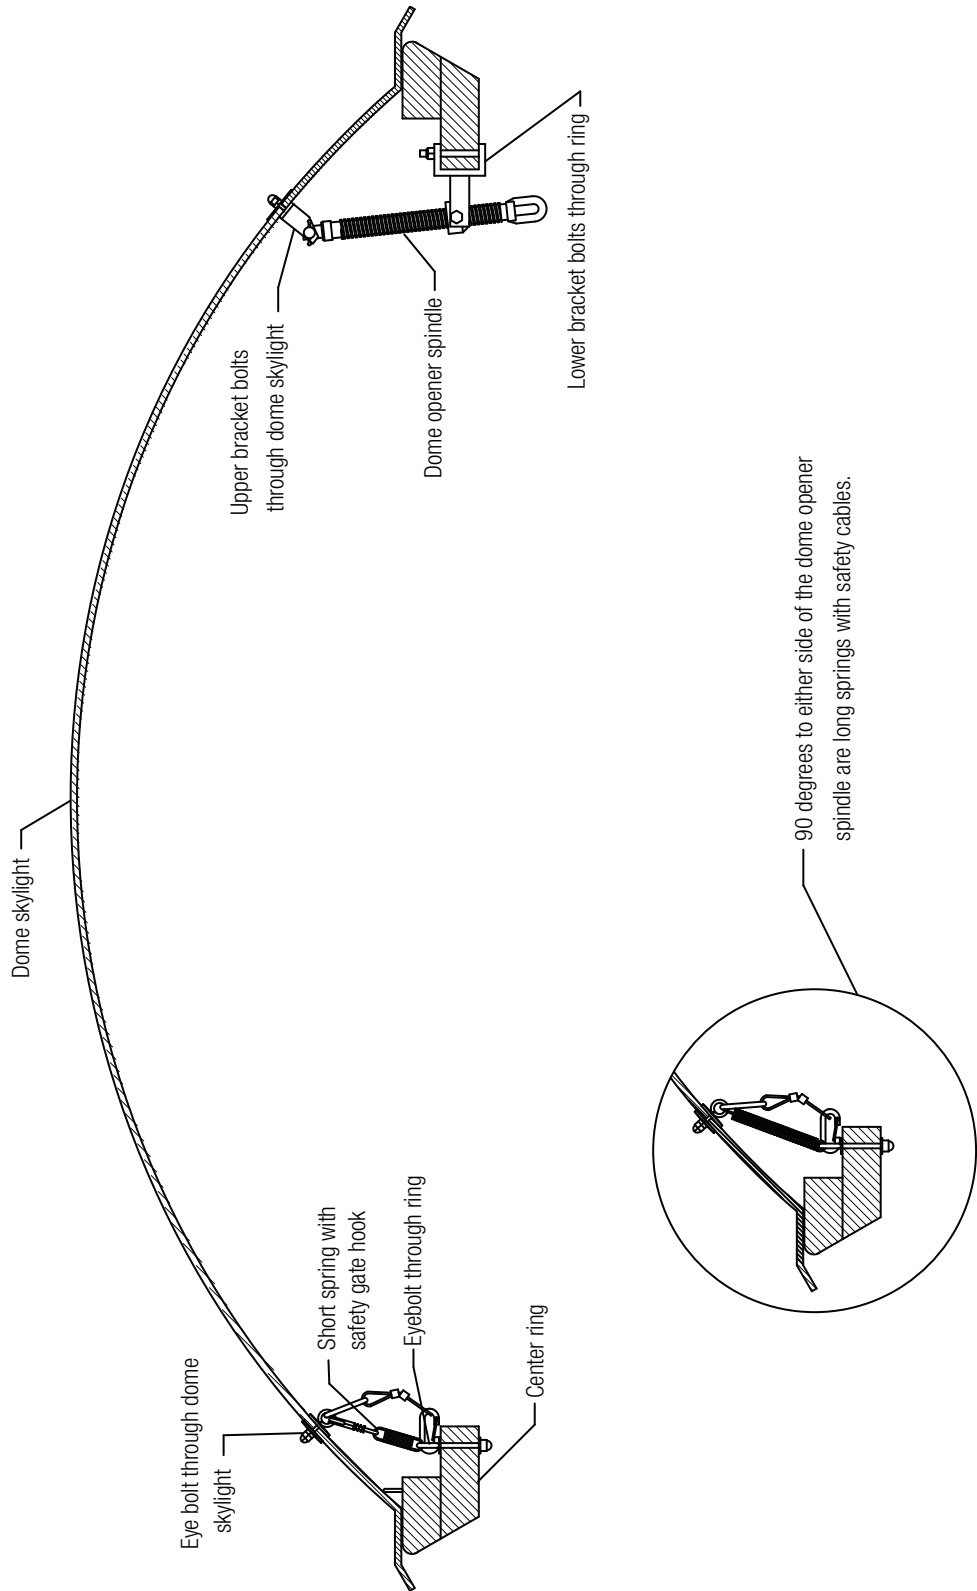 Dome skylight
Upper bracket bolts
through dome skylight
Dome opener spindle
Lower bracket bolts through ring
Eye bolt through dome
skylight
Short spring with
safety gate hook
Eyebolt through ring
Center ring
90 degrees to either side of the dome opener
spindle are long springs with safety cables.